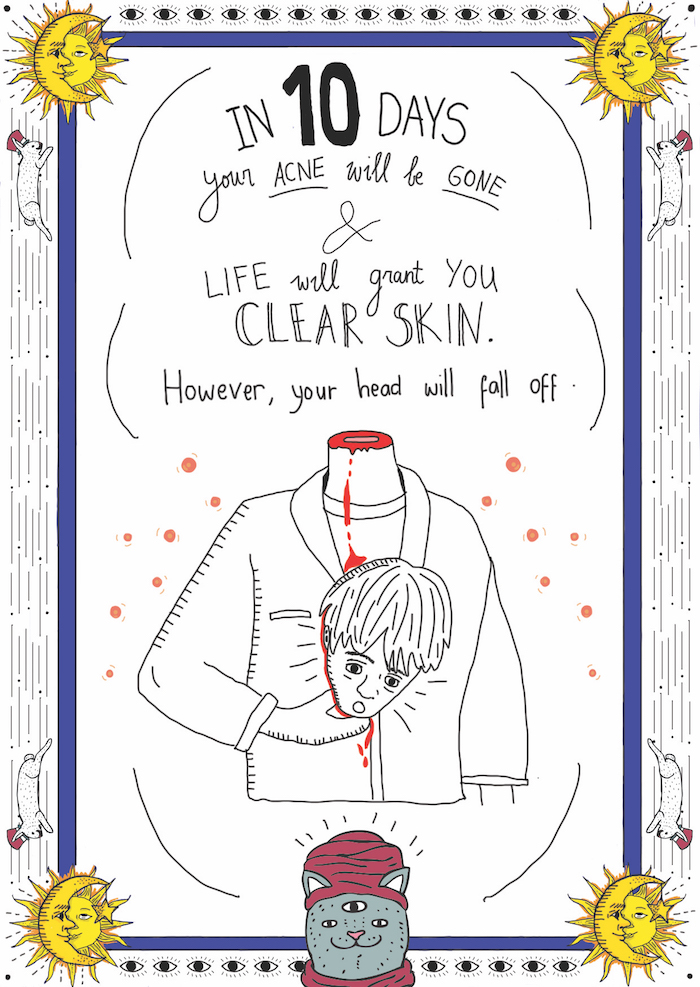 IN 10 DAYS
your ACNE will be GONE
&
LIFE will grant YOU
CLEAR SKIN.
However, your head will fall off.